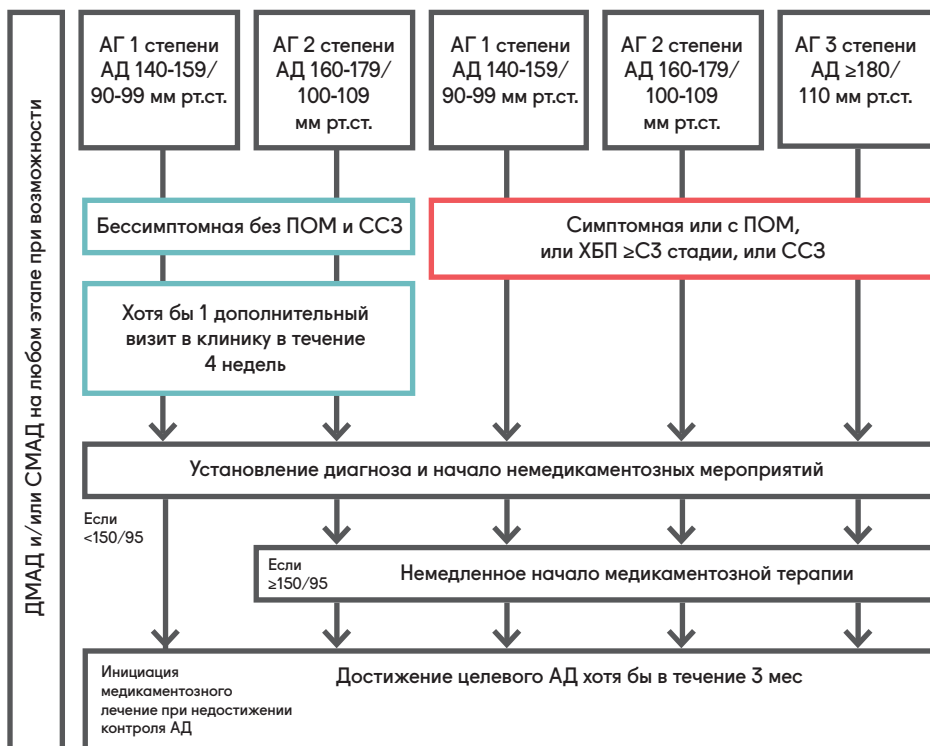 ДМАД и/или СМАД на любом этапе при возможности
АГ 1 степени
АД 140-159/
90-99 мм рт.ст.
АГ 2 степени
АД 160-179/
100-109
мм рт.ст.
АГ 1 степени
АД 140-159/
90-99 мм рт.ст.
АГ 2 степени
АД 160-179/
100-109
мм рт.ст.
АГ 3 степени
АД ≥180/
110 мм рт.ст.
Бессимптомная без ПОМ и ССЗ
Симптомная или с ПОМ,
или ХБП ≥С3 стадии, или ССЗ
Хотя бы 1 дополнительный
визит в клинику в течение
4 недель
Установление диагноза и начало немедикаментозных мероприятий
Если
<150/95
Если
≥150/95
Немедленное начало медикаментозной терапии
Инициация
медикаментозного
лечение при недостижении
контроля АД
Достижение целевого АД хотя бы в течение 3 мес